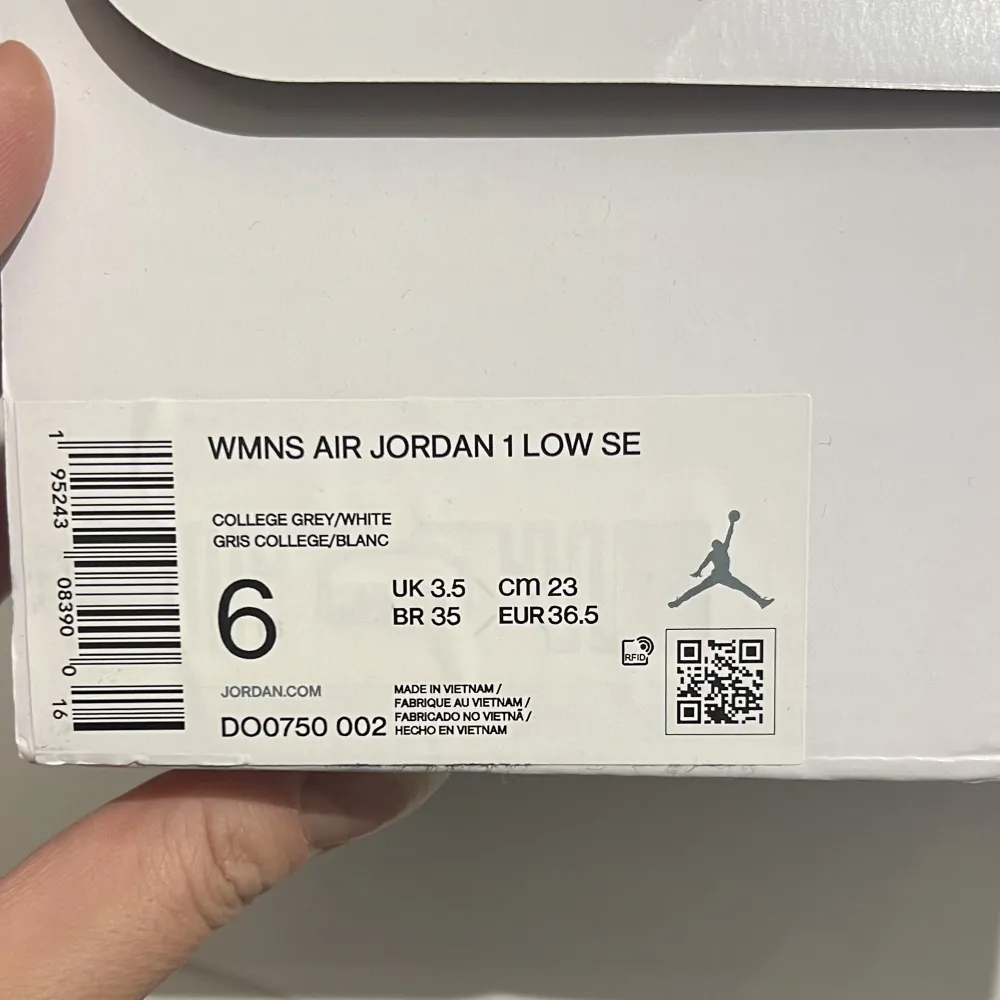 WMNS AIR JORDAN 1 LOW SE
COLLEGE GREY/WHITE
GRIS COLLEGE/BLANC
6
UK 3.5 CM 23
BR 35 EUR 36.5
RFID
JORDAN.COM
DO0750 002
MADE IN VIETNAM /
FABRIQUE AU VIETNAM /
FABRICADO NO VIETNÃ /
HECHO EN VIETNAM
1 95243 08390 0 16